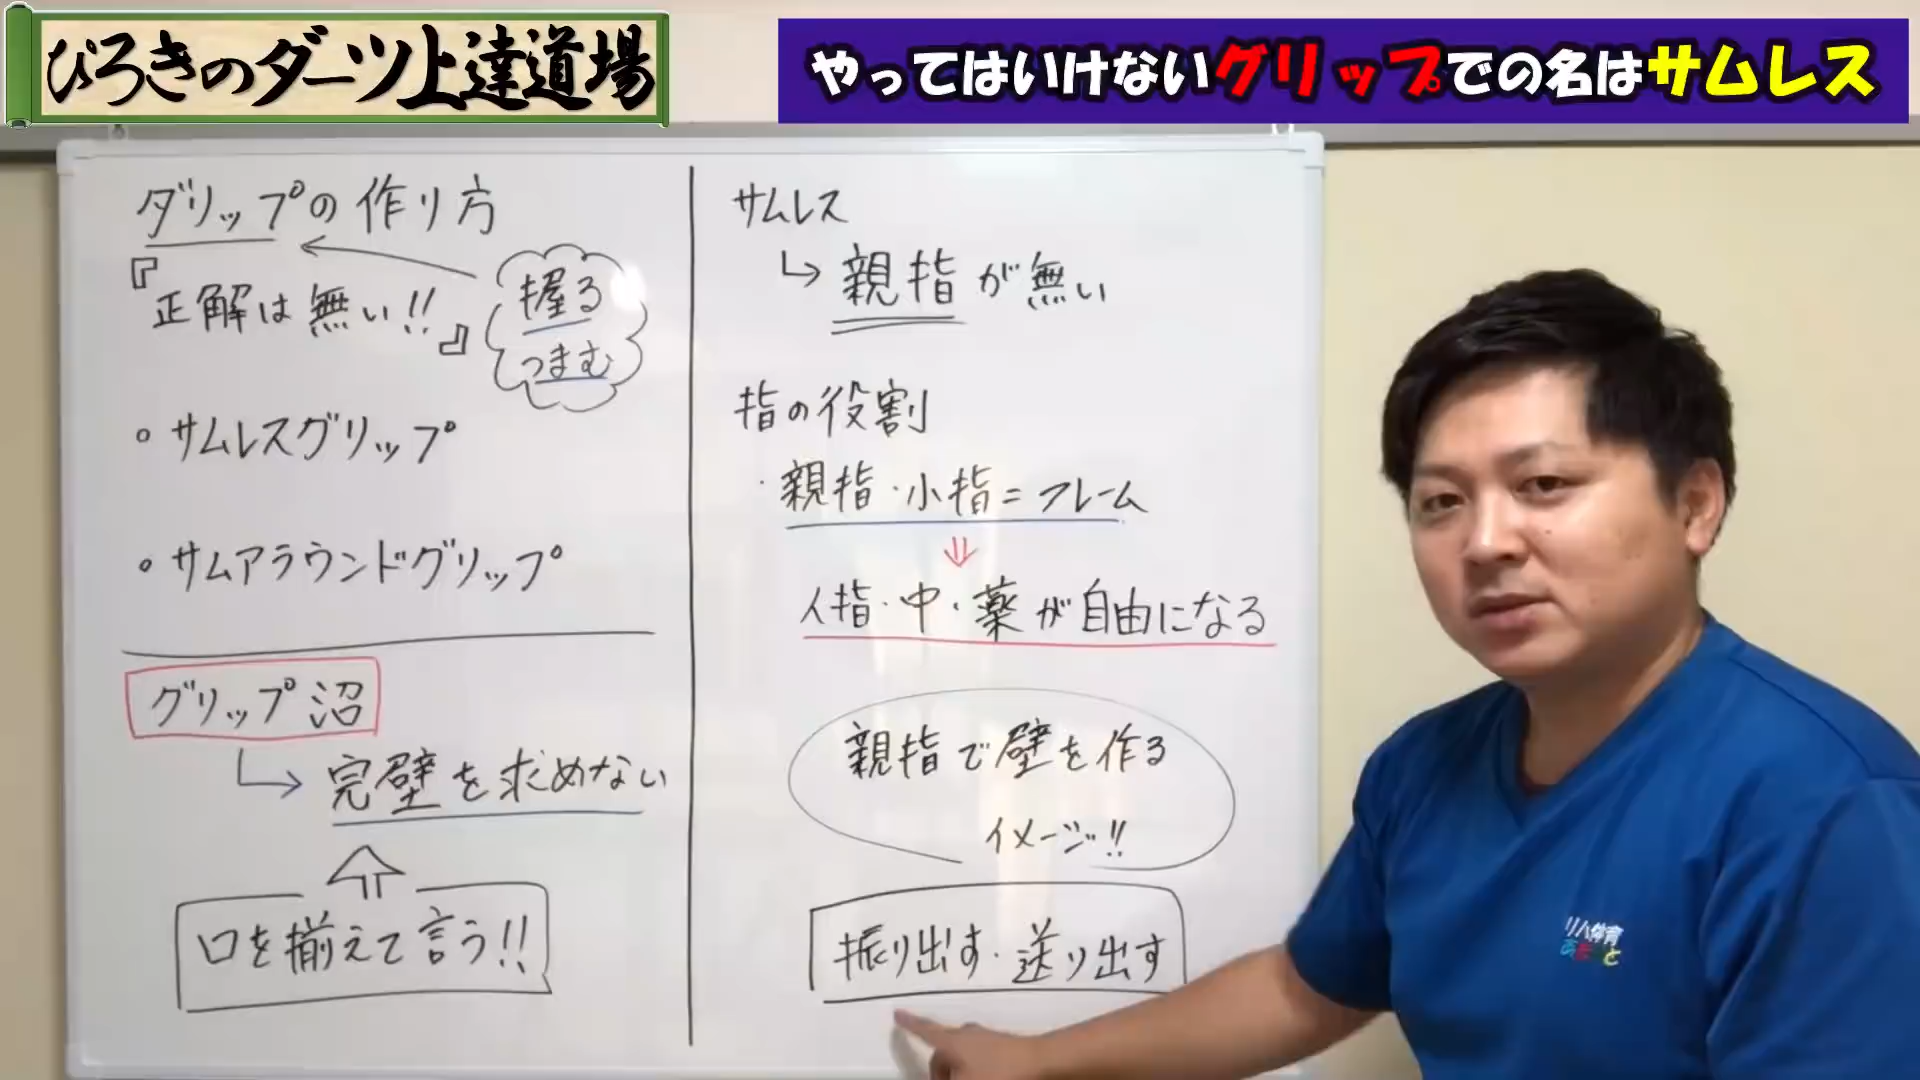 ぴろきのダーツ上達道場
やってはいけないグリップでの名はサムレス
グリップの作り方
『正解は無い!!』
握る
つまむ
・サムレスグリップ
・サムアラウンドグリップ
グリップ沼
↳ 完璧を求めない
口を揃えて言う!!
サムレス
↳ 親指が無い
指の役割
・親指・小指=フレーム
人指・中・薬が自由になる
親指で壁を作る
イメージ!!
振り出す・送り出す
リハ体育